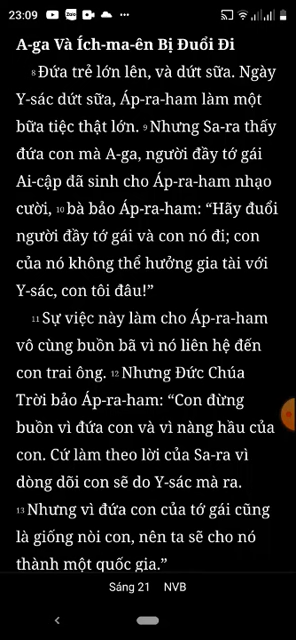 23:09
A-ga Và Ích-ma-ên Bị Đuổi Đi
8 Đứa trẻ lớn lên, và dứt sữa. Ngày
Y-sác dứt sữa, Áp-ra-ham làm một
bữa tiệc thật lớn. 9 Nhưng Sa-ra thấy
đứa con mà A-ga, người đầy tớ gái
Ai-cập đã sinh cho Áp-ra-ham nhạo
cười, 10 bà bảo Áp-ra-ham: “Hãy đuổi
người đầy tớ gái và con nó đi; con
của nó không thể hưởng gia tài với
Y-sác, con tôi đâu!”
11 Sự việc này làm cho Áp-ra-ham
vô cùng buồn bã vì nó liên hệ đến
con trai ông. 12 Nhưng Đức Chúa
Trời bảo Áp-ra-ham: “Con đừng
buồn vì đứa con và vì nàng hầu của
con. Cứ làm theo lời của Sa-ra vì
dòng dõi con sẽ do Y-sác mà ra.
13 Nhưng vì đứa con của tớ gái cũng
là giống nòi con, nên ta sẽ cho nó
thành một quốc gia.”
Sáng 21 NVB